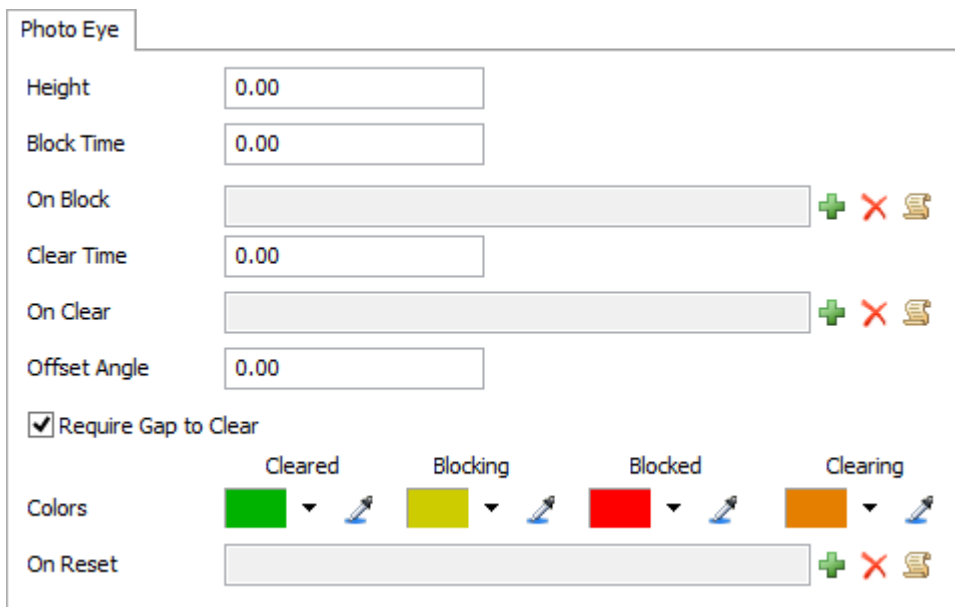 Photo Eye
Height 0.00
Block Time 0.00
On Block
Clear Time 0.00
On Clear
Offset Angle 0.00
Require Gap to Clear
Cleared Blocking Blocked Clearing
Colors
On Reset